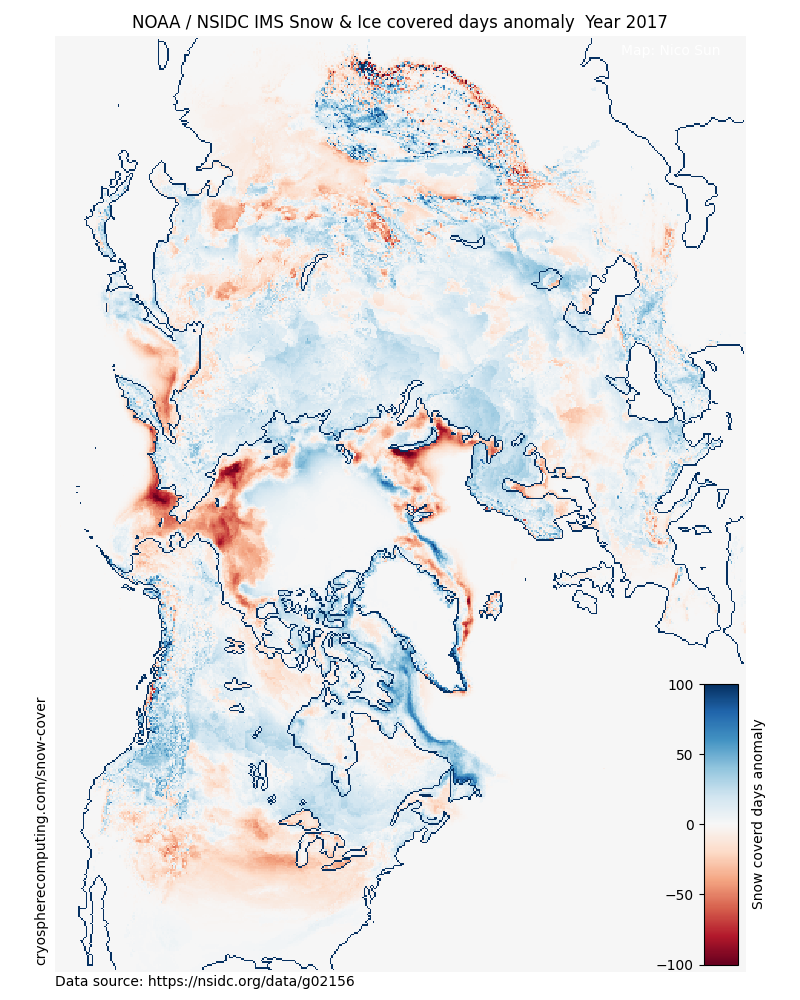 NOAA / NSIDC IMS Snow & Ice covered days anomaly  Year 2017
Map: Nico Sun
cryospherecomputing.com/snow-cover
100
50
0
−50
−100
Snow coverd days anomaly
Data source: https://nsidc.org/data/g02156